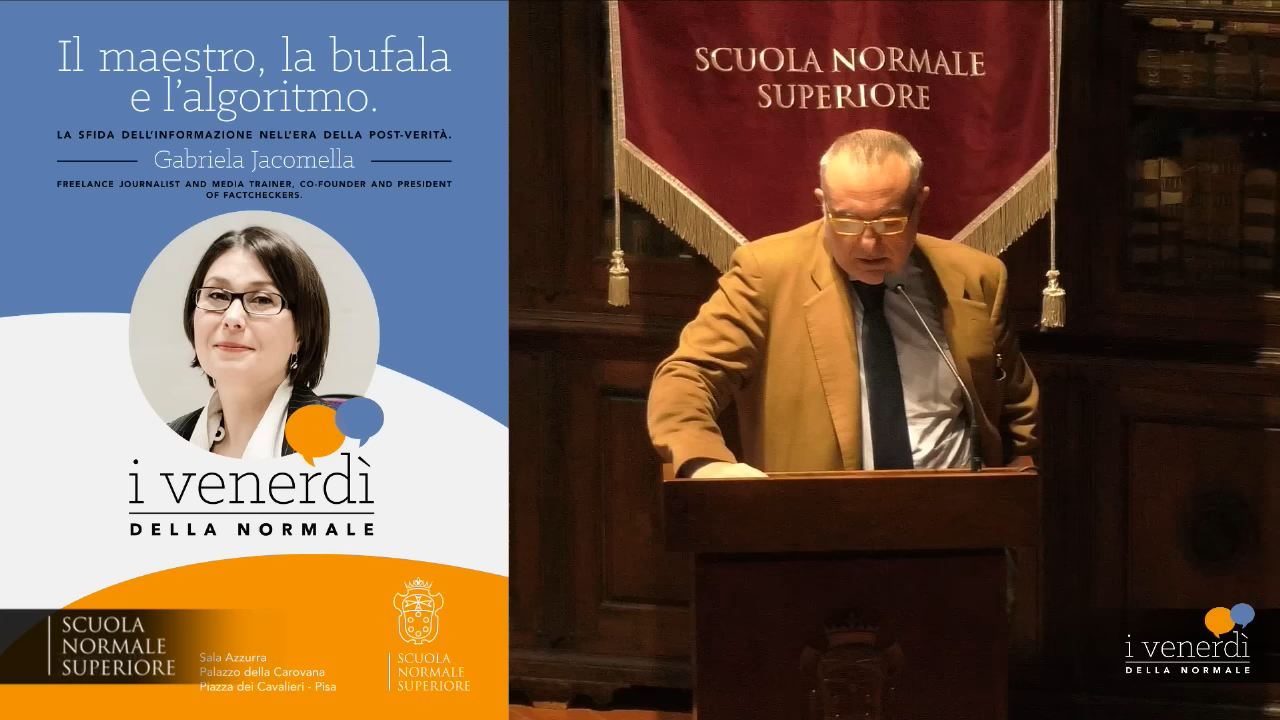 Il maestro, la bufala
e l'algoritmo.
LA SFIDA DELL'INFORMAZIONE NELL'ERA DELLA POST-VERITÀ.
Gabriela Jacomella
FREELANCE JOURNALIST AND MEDIA TRAINER, CO-FOUNDER AND PRESIDENT
OF FACTCHECKERS.
i venerdì
DELLA NORMALE
SCUOLA
NORMALE
SUPERIORE
Sala Azzurra
Palazzo della Carovana
Piazza dei Cavalieri - Pisa
SCUOLA
NORMALE
SUPERIORE
SCUOLA NORMALE
SUPERIORE
i venerdì
DELLA NORMALE